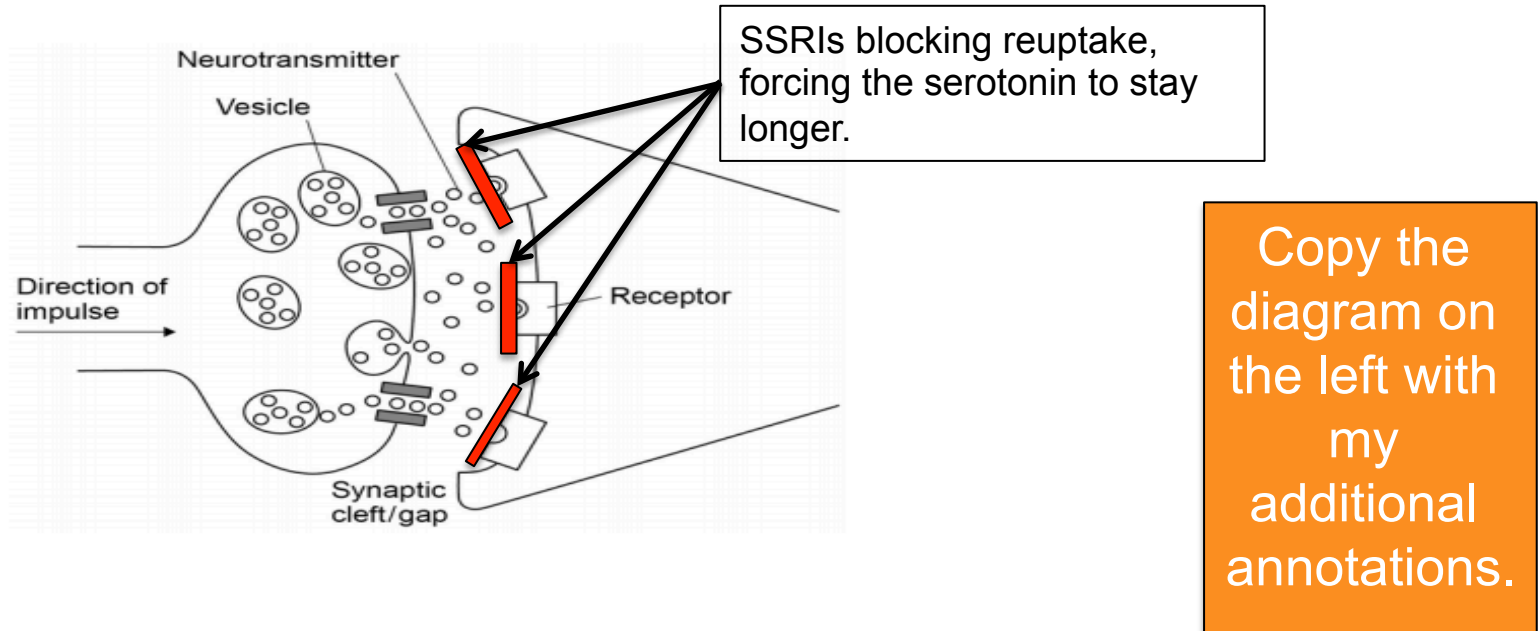 Neurotransmitter
Vesicle
SSRIs blocking reuptake,
forcing the serotonin to stay
longer.
Direction of
impulse
Receptor
Synaptic
cleft/gap
Copy the
diagram on
the left with
my
additional
annotations.